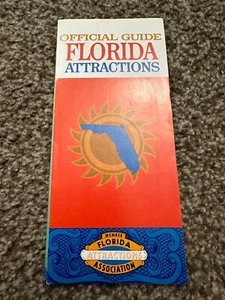 OFFICIAL GUIDE
FLORIDA
ATTRACTIONS
MEMBER
FLORIDA
ATTRACTIONS
ASSOCIATION